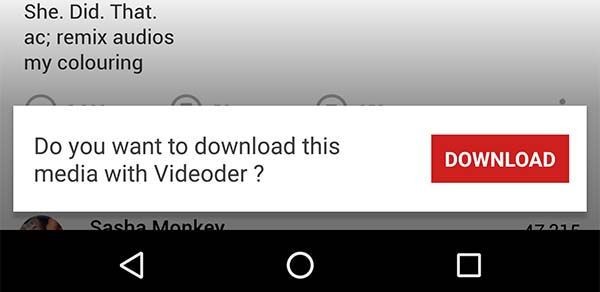 She. Did. That.
ac; remix audios
my colouring
Do you want to download this
media with Videoder ?
DOWNLOAD
Sasha Monkey
47,215